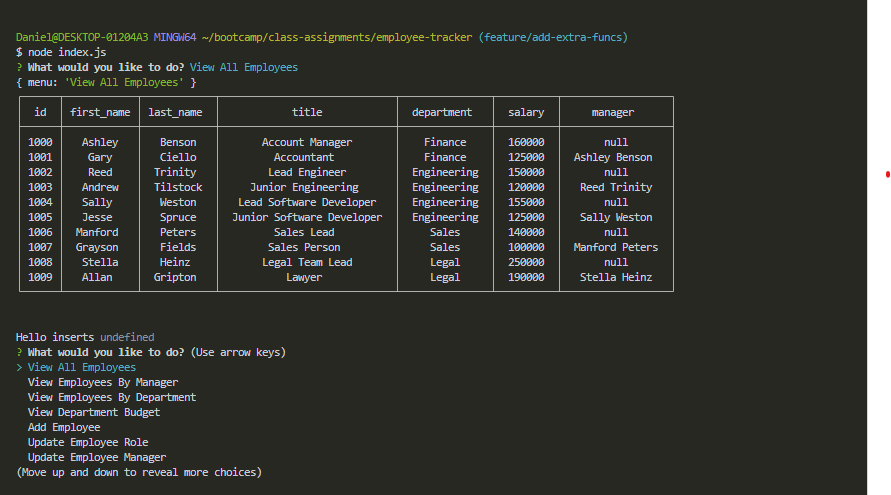 Daniel@DESKTOP-01204A3 MINGW64 ~/bootcamp/class-assignments/employee-tracker (feature/add-extra-funcs)
$ node index.js
? What would you like to do? View All Employees
{ menu: 'View All Employees' }
id first_name last_name title department salary manager
1000 Ashley Benson Account Manager Finance 160000 null
1001 Gary Ciello Accountant Finance 125000 Ashley Benson
1002 Reed Trinity Lead Engineer Engineering 150000 null
1003 Andrew Tilstock Junior Engineering Engineering 120000 Reed Trinity
1004 Sally Weston Lead Software Developer Engineering 155000 null
1005 Jesse Spruce Junior Software Developer Engineering 125000 Sally Weston
1006 Manford Peters Sales Lead Sales 140000 null
1007 Grayson Fields Sales Person Sales 100000 Manford Peters
1008 Stella Heinz Legal Team Lead Legal 250000 null
1009 Allan Gripton Lawyer Legal 190000 Stella Heinz
Hello inserts undefined
? What would you like to do? (Use arrow keys)
> View All Employees
View Employees By Manager
View Employees By Department
View Department Budget
Add Employee
Update Employee Role
Update Employee Manager
(Move up and down to reveal more choices)